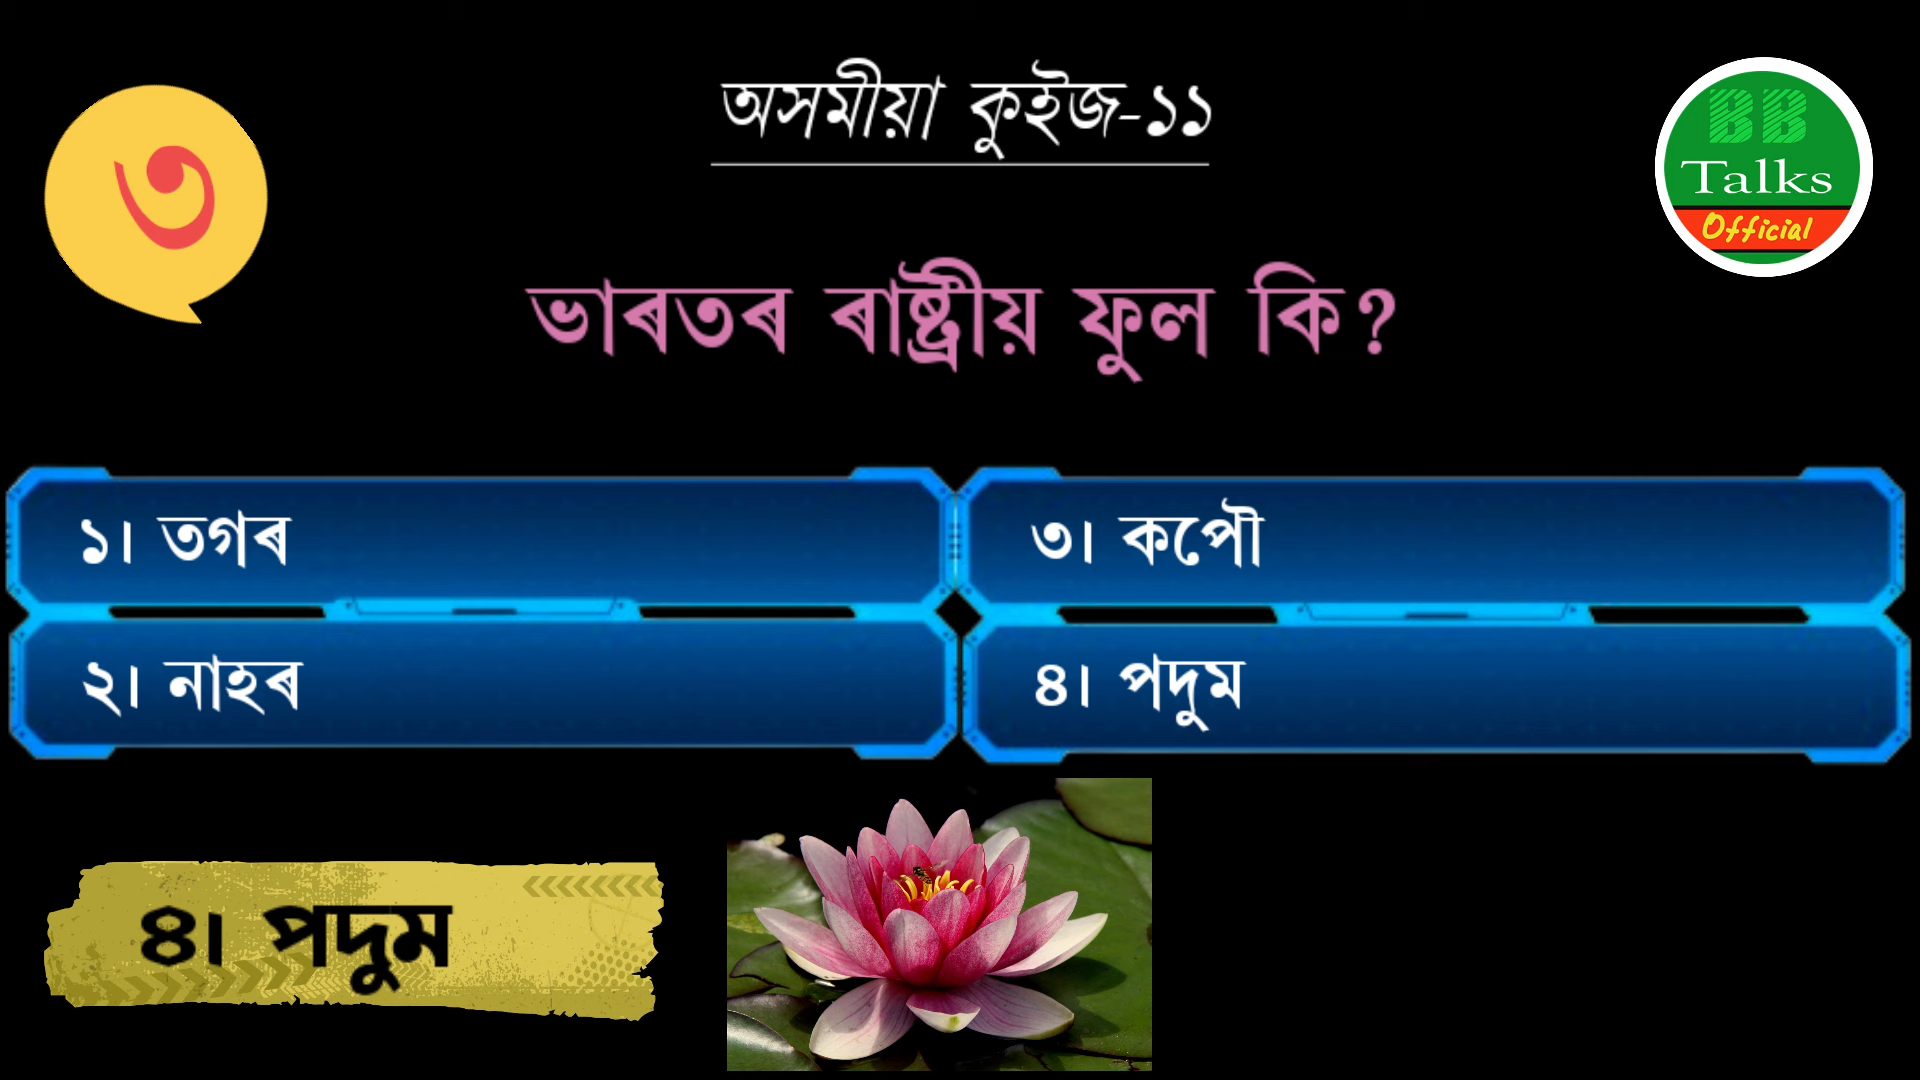 অসমীয়া কুইজ-১১
৩
BB
Talks
Official
ভাৰতৰ ৰাষ্ট্ৰীয় ফুল কি?
১। তগৰ
৩। কপৌ
২। নাহৰ
৪। পদুম
৪। পদুম